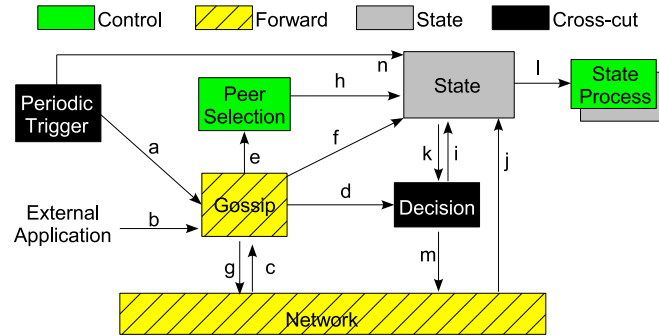 Control Forward State Cross-cut
n
Periodic
Trigger
Peer
Selection
h
State
l
State
Process
a
e
f
k
i
j
External
Application
b
Gossip
d
Decision
g
c
m
Network